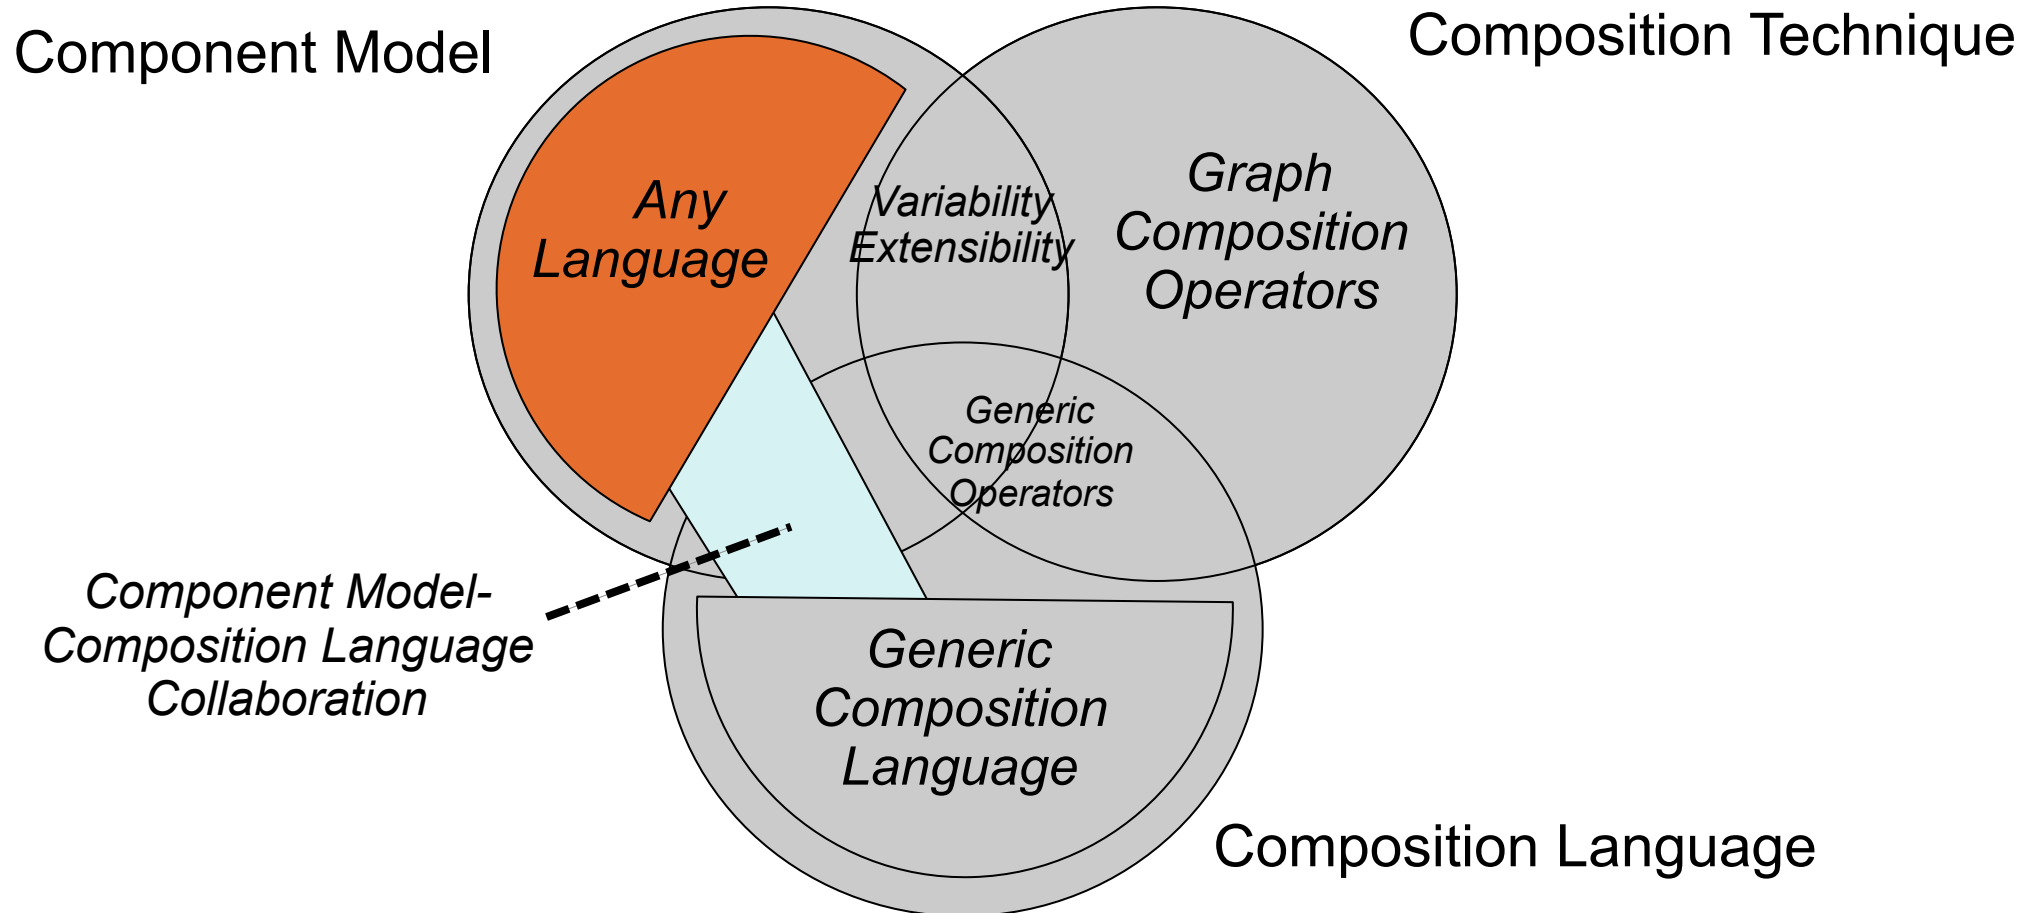 Component Model
Composition Technique
Any
Language
Variability
Extensibility
Graph
Composition
Operators
Generic
Composition
Operators
Component Model-
Composition Language
Collaboration
Generic
Composition
Language
Composition Language